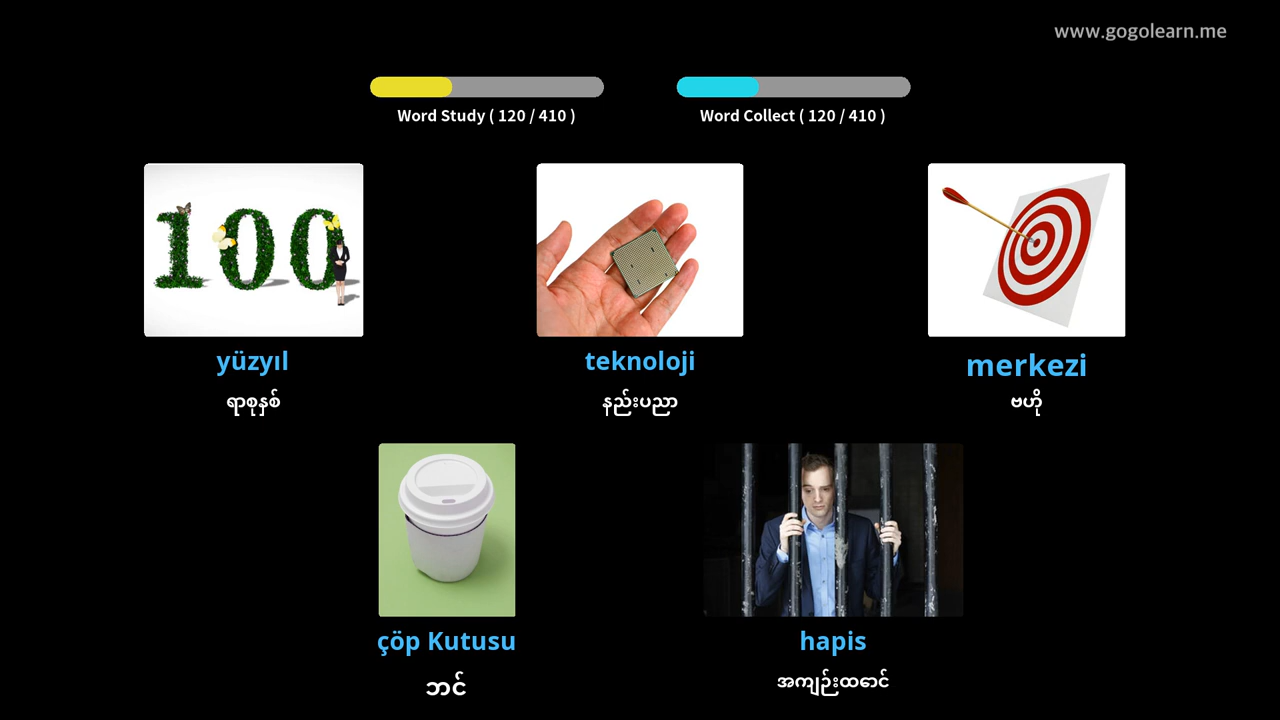 www.gogolearn.me
Word Study ( 120 / 410 )
Word Collect ( 120 / 410 )
100
yüzyıl
ရာစုနှစ်
teknoloji
နည်းပညာ
merkezi
ဗဟို
çöp Kutusu
ဘင်
hapis
အကျဉ်းထောင်